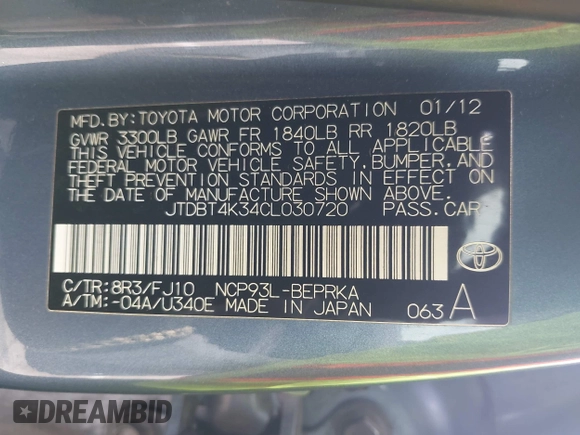 MFD.BY:TOYOTA MOTOR CORPORATION 01/12
GVWR 3300LB GAWR FR 1840LB RR 1820LB
THIS VEHICLE CONFORMS TO ALL APPLICABLE
FEDERAL MOTOR VEHICLE SAFETY, BUMPER, AND
THEFT PREVENTION STANDARDS IN EFFECT ON
THE DATE OF MANUFACTURE SHOWN ABOVE.
JTDBT4K34CL030720 PASS.CAR
C/TR:8R3/FJ10 NCP93L-BEPRKA
A/TM:-04A/U340E MADE IN JAPAN 063 A
DREAMBID